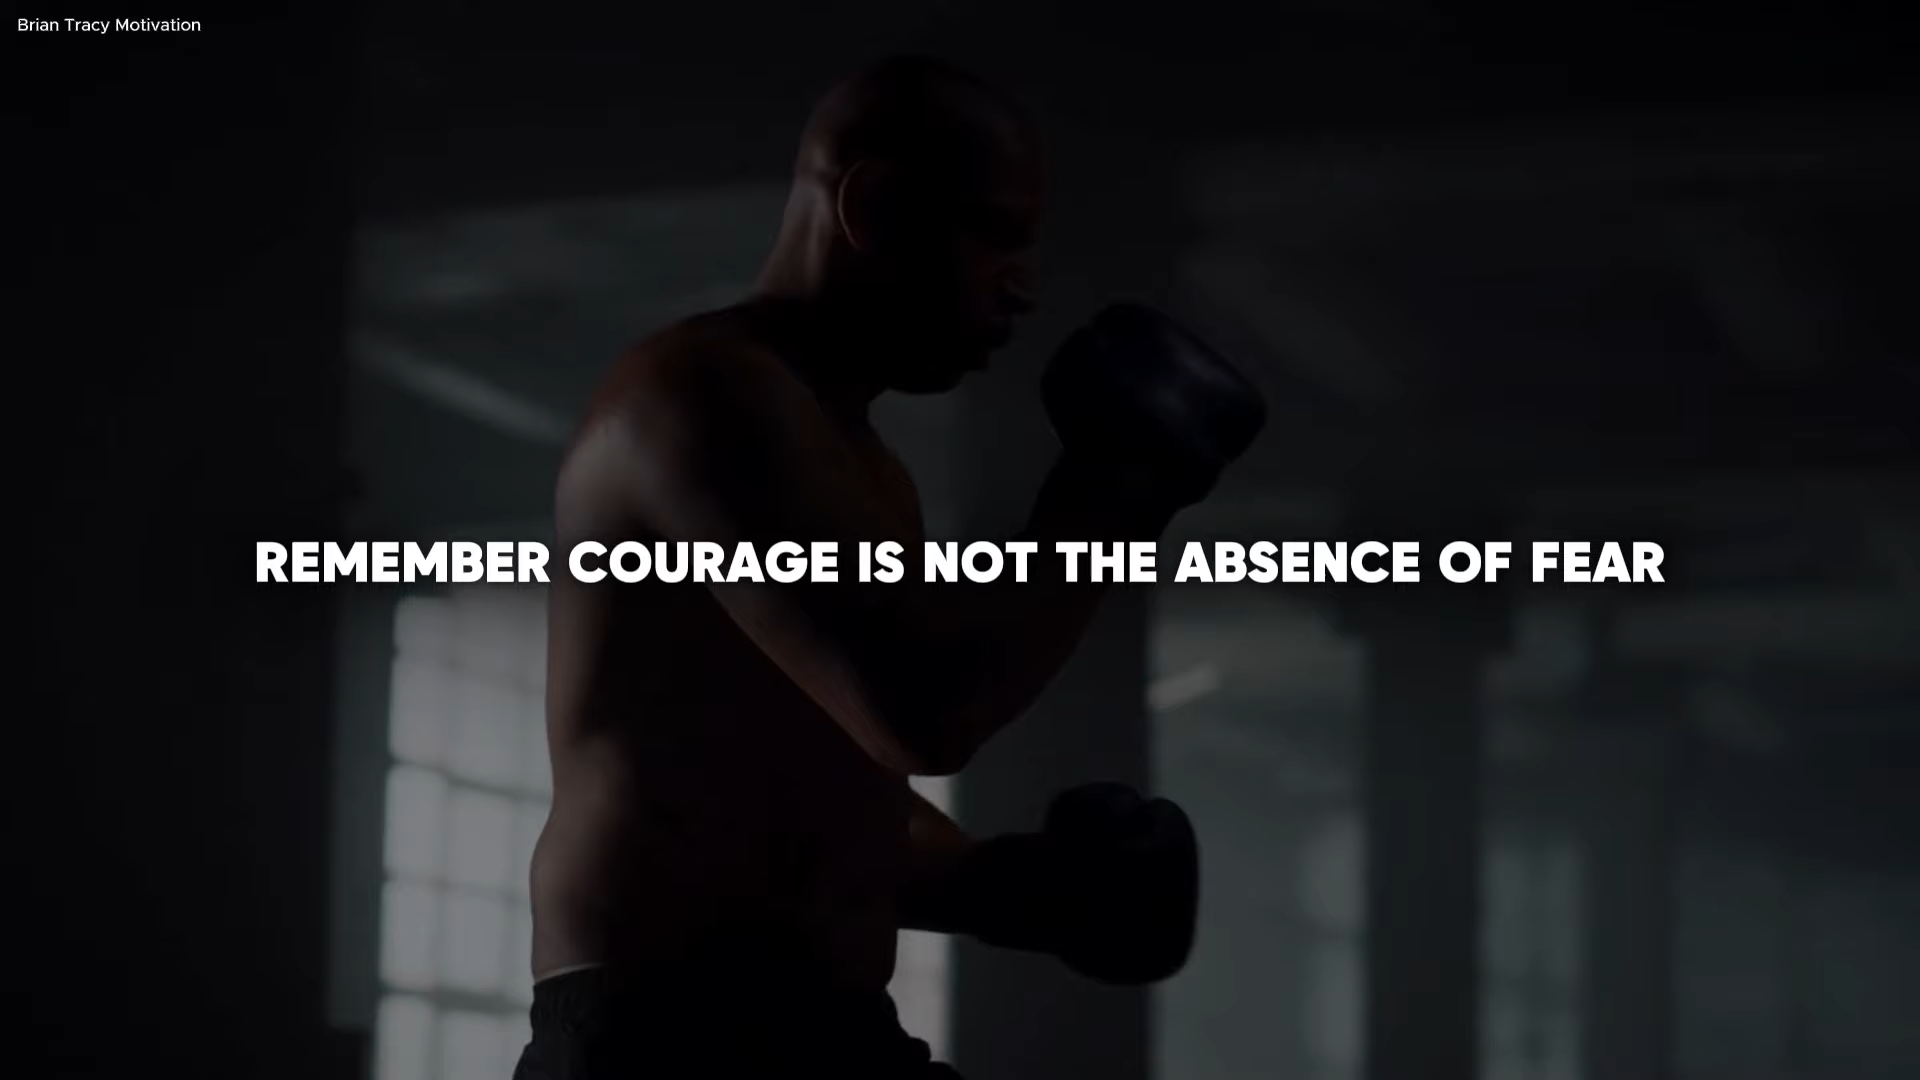 Brian Tracy Motivation
REMEMBER COURAGE IS NOT THE ABSENCE OF FEAR